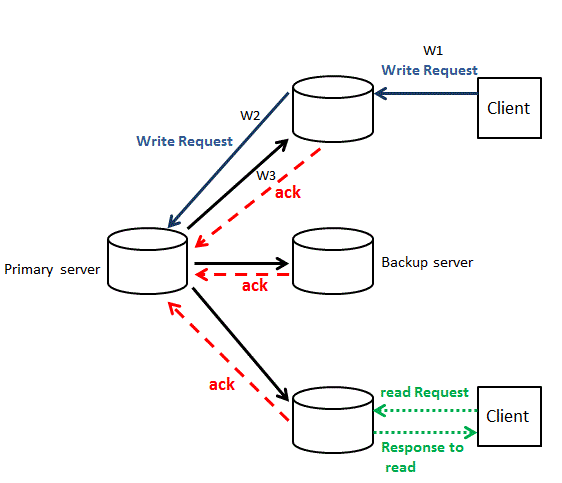 W1
Write Request
Client
W2
Write Request
W3
ack
Primary server
Backup server
ack
ack
read Request
Client
Response to
read